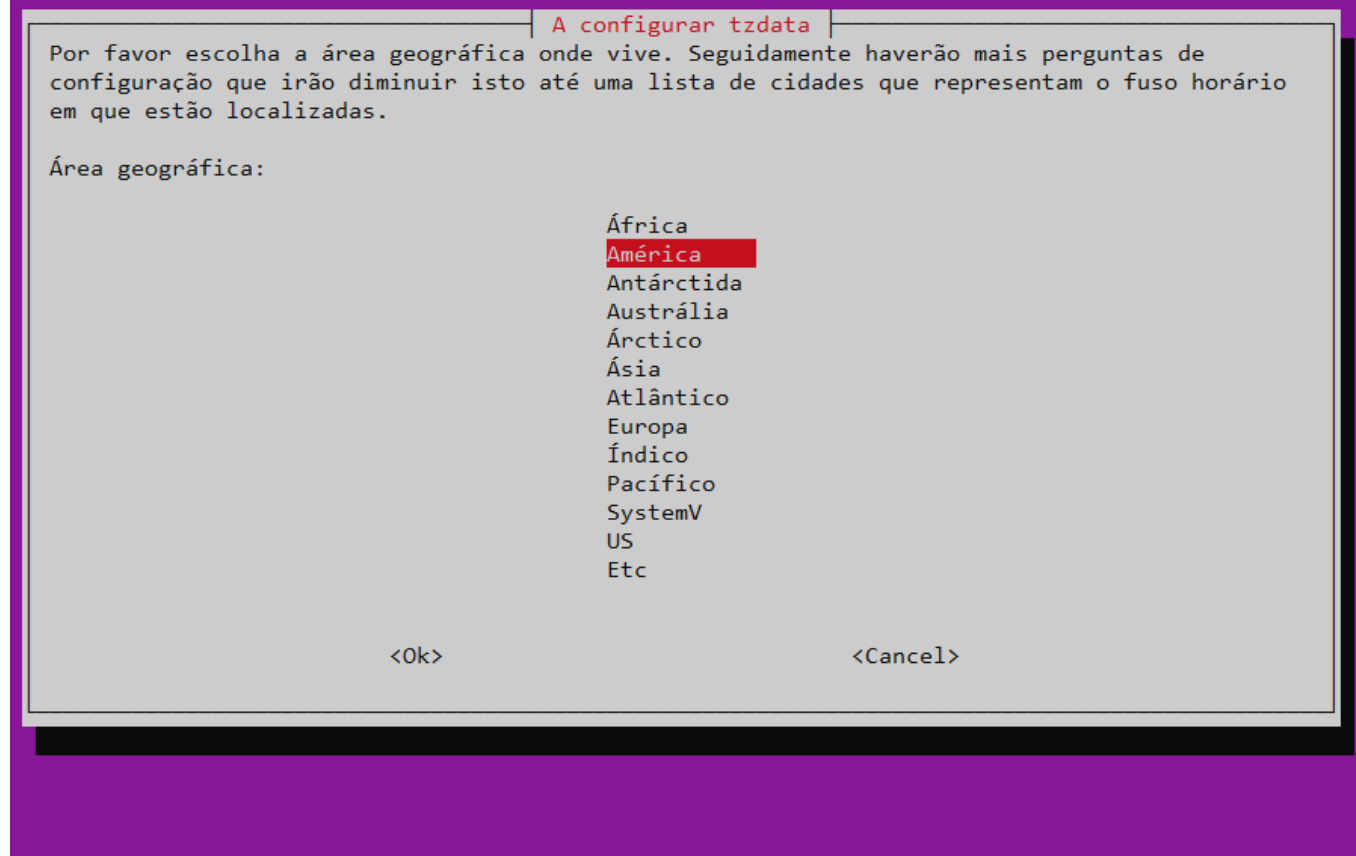 A configurar tzdata
Por favor escolha a área geográfica onde vive. Seguidamente haverão mais perguntas de
configuração que irão diminuir isto até uma lista de cidades que representam o fuso horário
em que estão localizadas.
Área geográfica:
África
América
Antárctida
Austrália
Árctico
Ásia
Atlântico
Europa
Índico
Pacífico
SystemV
US
Etc
<Ok> <Cancel>